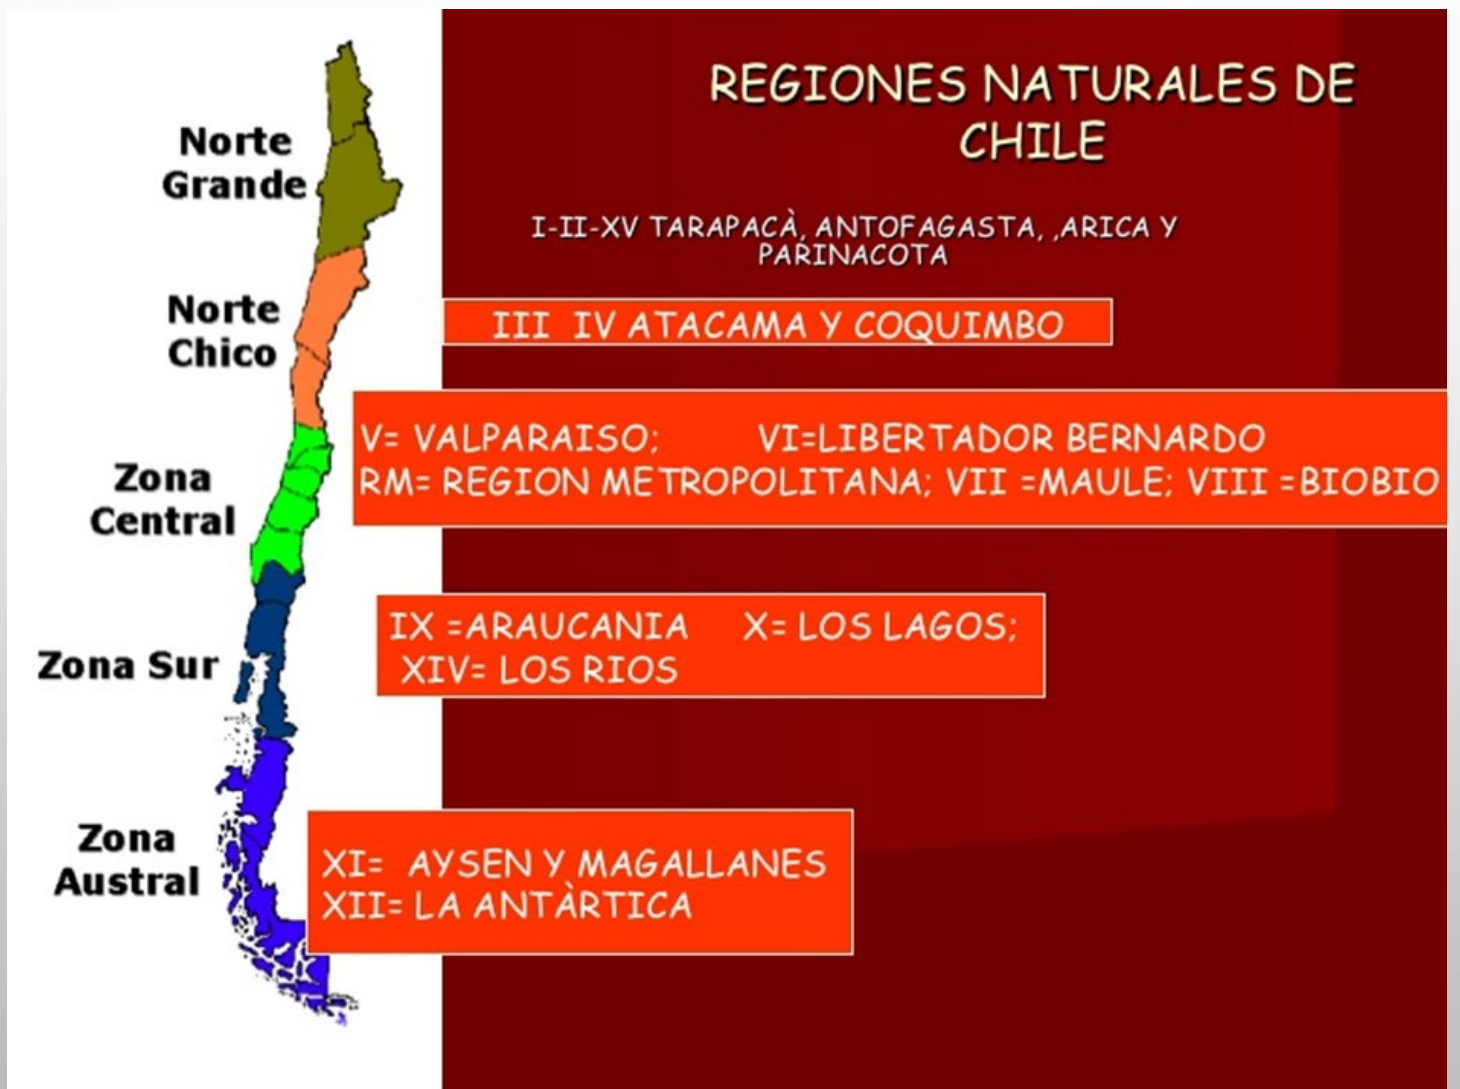 REGIONES NATURALES DE
CHILE
Norte
Grande
I-II-XV TARAPACÀ, ANTOFAGASTA, ,ARICA Y
PARINACOTA
Norte
Chico
III IV ATACAMA Y COQUIMBO
Zona
Central
V= VALPARAISO; VI=LIBERTADOR BERNARDO
RM= REGION METROPOLITANA; VII =MAULE; VIII =BIOBIO
Zona Sur
IX =ARAUCANIA X= LOS LAGOS;
XIV= LOS RIOS
Zona
Austral
XI= AYSEN Y MAGALLANES
XII= LA ANTÀRTICA